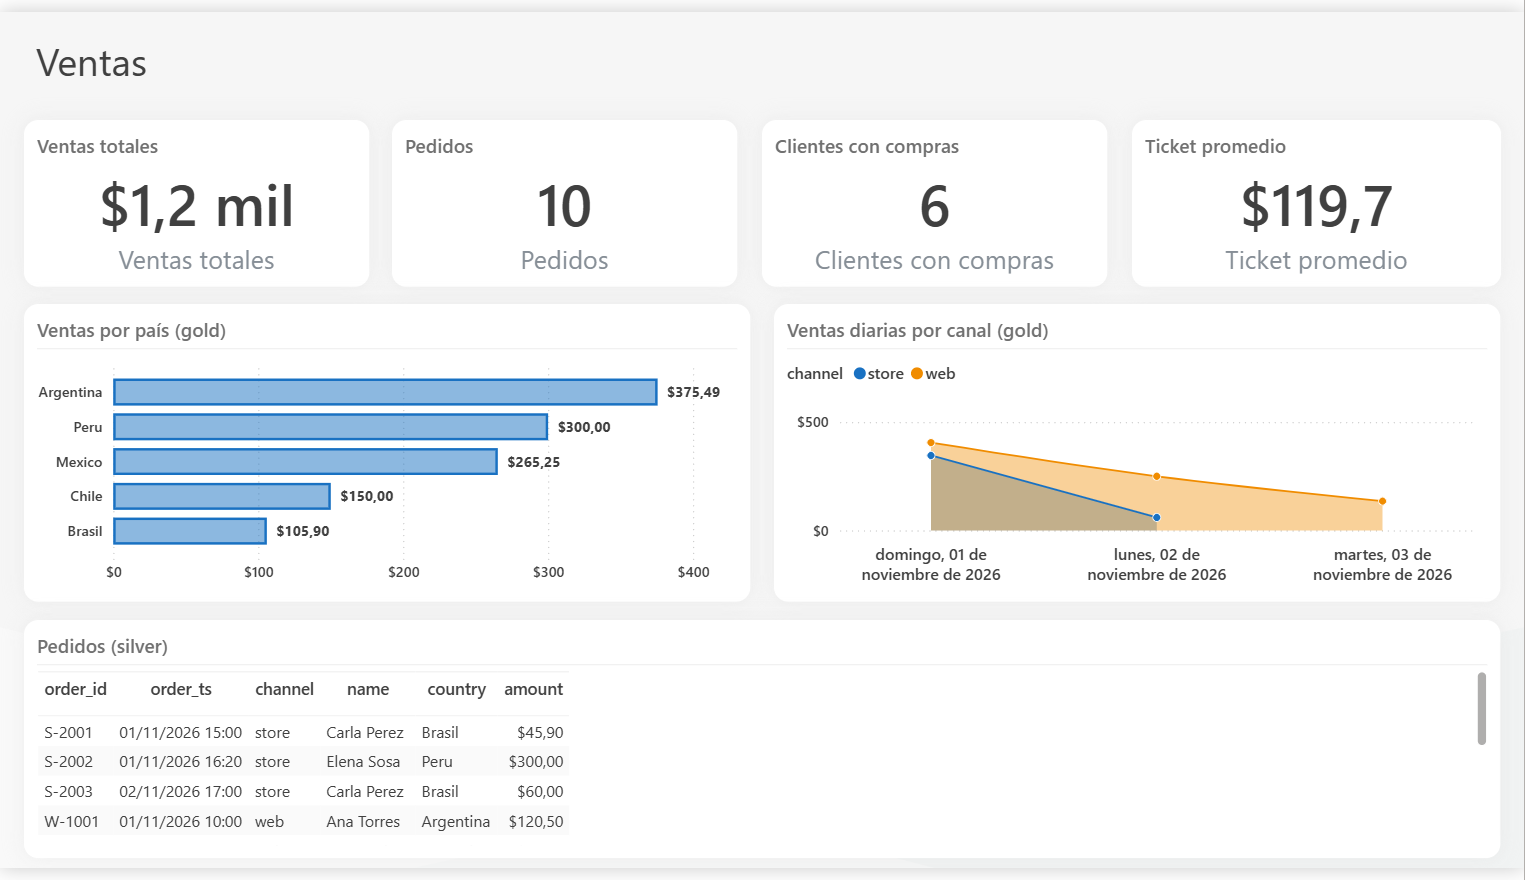 Ventas
Ventas totales
$1,2 mil
Ventas totales
Pedidos
10
Pedidos
Clientes con compras
6
Clientes con compras
Ticket promedio
$119,7
Ticket promedio
Ventas por país (gold)
Argentina $375,49
Peru $300,00
Mexico $265,25
Chile $150,00
Brasil $105,90
$0 $100 $200 $300 $400
Ventas diarias por canal (gold)
channel store web
$500
$0
domingo, 01 de noviembre de 2026
lunes, 02 de noviembre de 2026
martes, 03 de noviembre de 2026
Pedidos (silver)
order_id order_ts channel name country amount
S-2001 01/11/2026 15:00 store Carla Perez Brasil $45,90
S-2002 01/11/2026 16:20 store Elena Sosa Peru $300,00
S-2003 02/11/2026 17:00 store Carla Perez Brasil $60,00
W-1001 01/11/2026 10:00 web Ana Torres Argentina $120,50